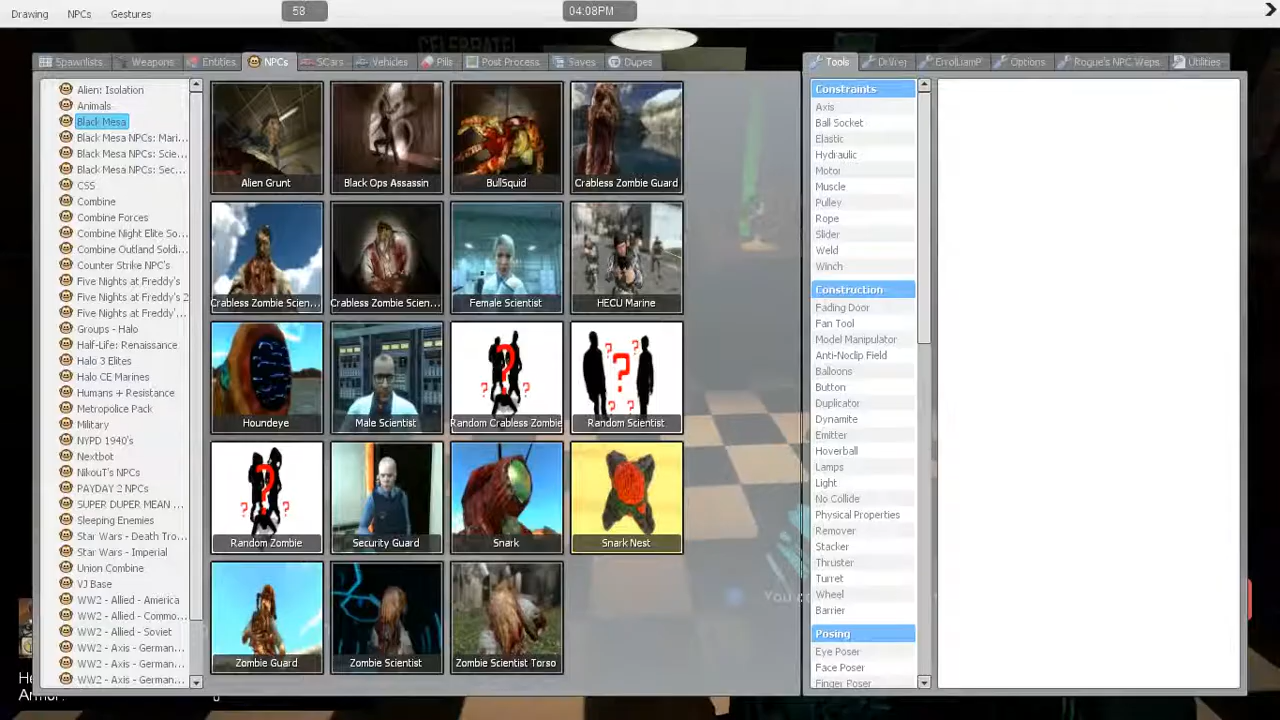 Drawing NPCs Gestures 58 04:08PM
CELEBRATE!
Spawnlists Weapons Entities NPCs SCars Vehicles Pills Post Process Saves Dupes
Alien: Isolation
Animals
Black Mesa
Black Mesa NPCs: Mari...
Black Mesa NPCs: Scie...
Black Mesa NPCs: Sec...
CSS
Combine
Combine Forces
Combine Night Elite So...
Combine Outland Soldi...
Counter Strike NPC's
Five Nights at Freddy's
Five Nights at Freddy's 2
Five Nights at Freddy'...
Groups - Halo
Half-Life: Renaissance
Halo 3 Elites
Halo CE Marines
Humans + Resistance
Metropolice Pack
Military
NYPD 1940's
Nextbot
NikouT's NPCs
PAYDAY 2 NPCs
SUPER DUPER MEAN ...
Sleeping Enemies
Star Wars - Death Tro...
Star Wars - Imperial
Union Combine
VJ Base
WW2 - Allied - America
WW2 - Allied - Commo...
WW2 - Allied - Soviet
WW2 - Axis - German...
WW2 - Axis - German...
WW2 - Axis - German...
Alien Grunt Black Ops Assassin BullSquid Crabless Zombie Guard
Crabless Zombie Scien... Crabless Zombie Scien... Female Scientist HECU Marine
Houndeye Male Scientist Random Crabless Zombie Random Scientist
Random Zombie Security Guard Snark Snark Nest
Zombie Guard Zombie Scientist Zombie Scientist Torso
Tools DrVrej ErrolLiamP Options Rogue's NPC Weps Utilities
Constraints
Axis
Ball Socket
Elastic
Hydraulic
Motor
Muscle
Pulley
Rope
Slider
Weld
Winch
Construction
Fading Door
Fan Tool
Model Manipulator
Anti-Noclip Field
Balloons
Button
Duplicator
Dynamite
Emitter
Hoverball
Lamps
Light
No Collide
Physical Properties
Remover
Stacker
Thruster
Turret
Wheel
Barrier
Posing
Eye Poser
Face Poser
Finger Poser